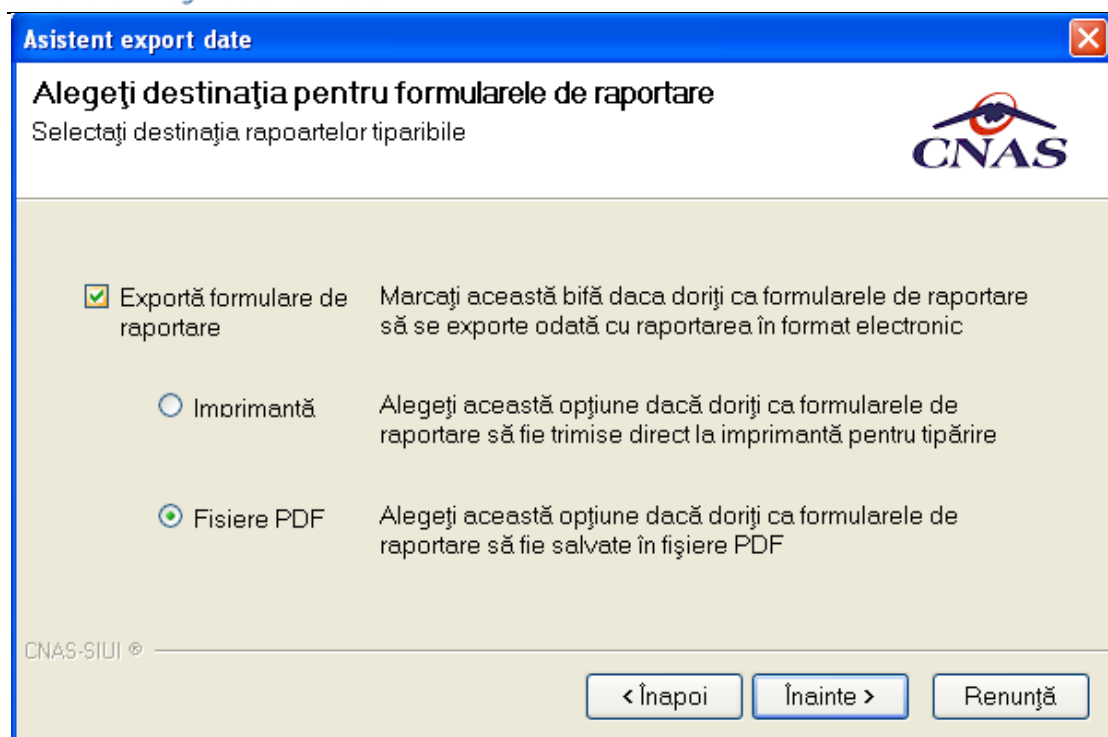 Asistent export date
Alegeţi destinaţia pentru formularele de raportare
Selectaţi destinaţia rapoartelor tiparibile
CNAS
Exportă formulare de
raportare
Marcaţi această bifă daca doriţi ca formularele de raportare
să se exporte odată cu raportarea în format electronic
Imprimantă
Alegeţi această opţiune dacă doriţi ca formularele de
raportare să fie trimise direct la imprimantă pentru tipărire
Fisiere PDF
Alegeţi această opţiune dacă doriţi ca formularele de
raportare să fie salvate în fişiere PDF
CNAS-SIUI ®
< Înapoi
Înainte >
Renunţă